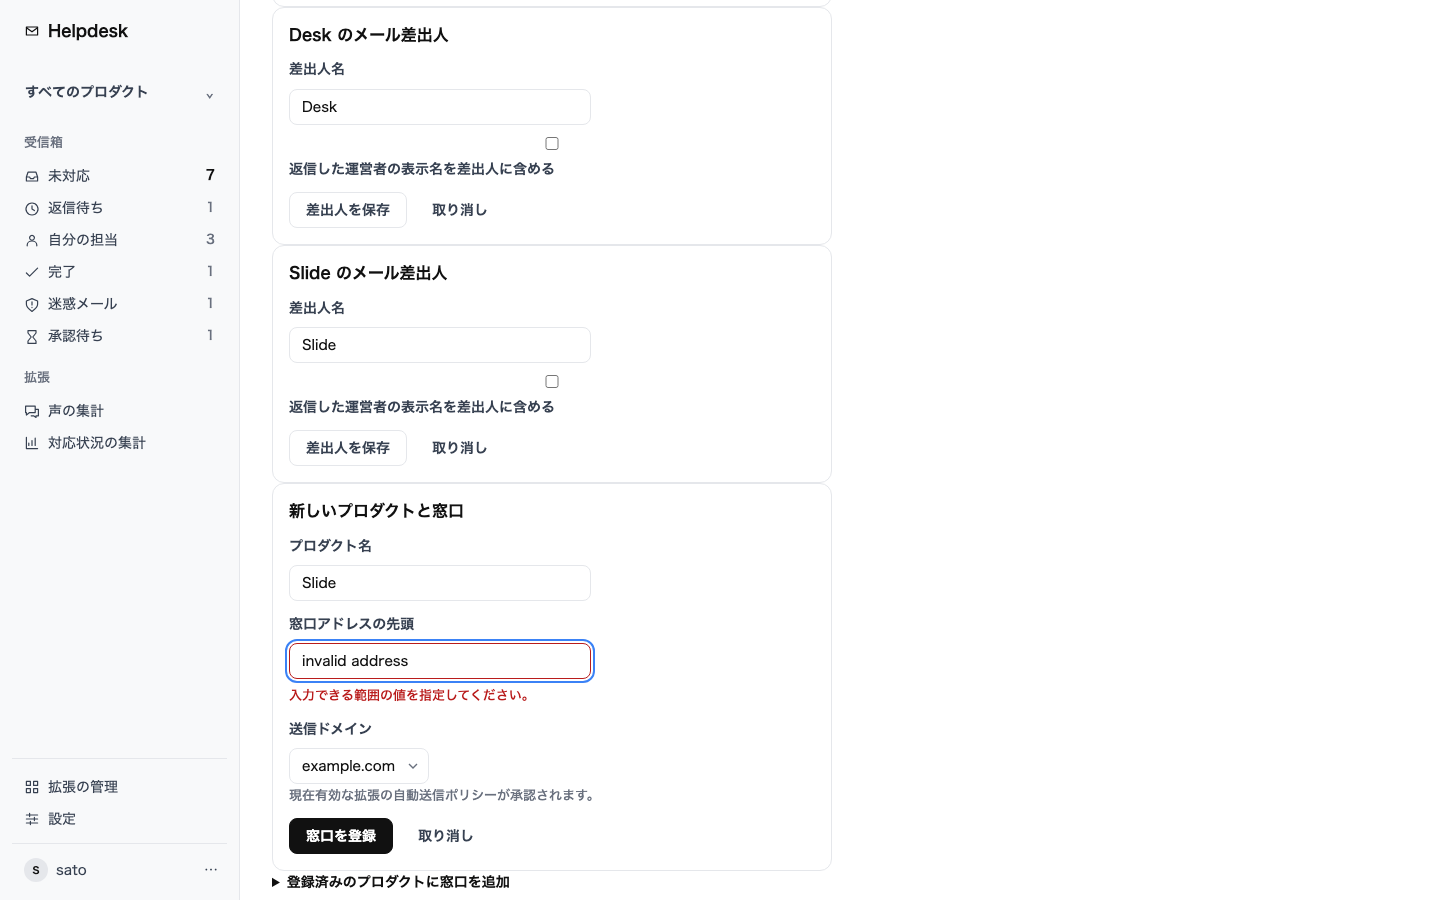 Helpdesk
すべてのプロダクト
受信箱
未対応 7
返信待ち 1
自分の担当 3
完了 1
迷惑メール 1
承認待ち 1
拡張
声の集計
対応状況の集計
拡張の管理
設定
S sato ...
Desk のメール差出人
差出人名
Desk
返信した運営者の表示名を差出人に含める
差出人を保存 取り消し
Slide のメール差出人
差出人名
Slide
返信した運営者の表示名を差出人に含める
差出人を保存 取り消し
新しいプロダクトと窓口
プロダクト名
Slide
窓口アドレスの先頭
invalid address
入力できる範囲の値を指定してください。
送信ドメイン
example.com
現在有効な拡張の自動送信ポリシーが承認されます。
窓口を登録 取り消し
登録済みのプロダクトに窓口を追加